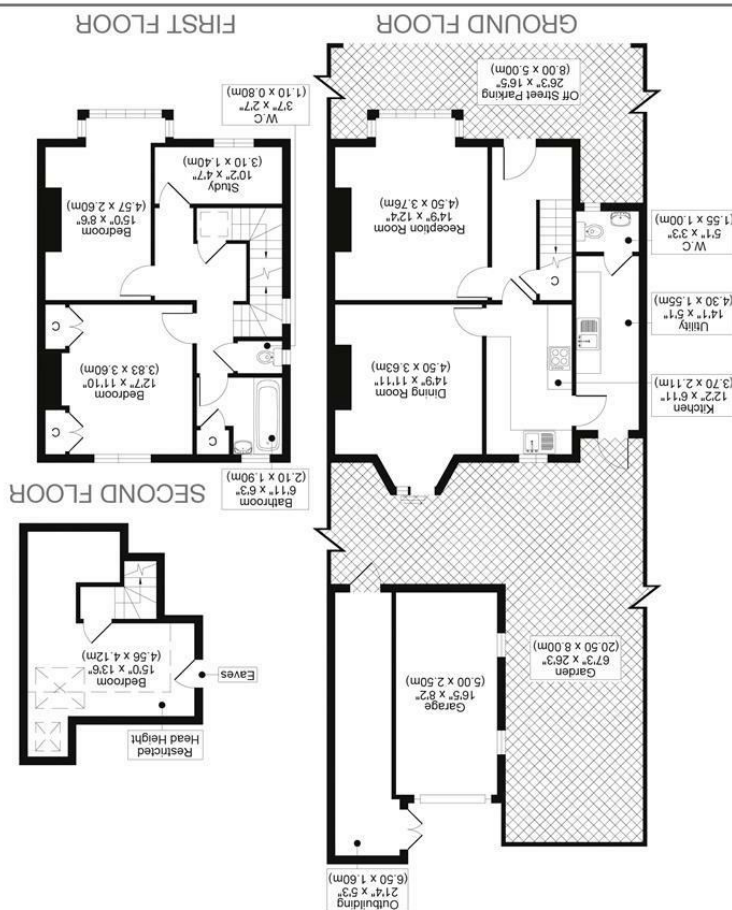 Outbuilding
21'4" x 5'3"
(6.50 x 1.60m)
Garage
16'5" x 8'2"
(5.00 x 2.50m)
Garden
67'3" x 26'3"
(20.50 x 8.00m)
Dining Room
14'9" x 11'11"
(4.50 x 3.63m)
Kitchen
12'2" x 6'11"
(3.70 x 2.11m)
Utility
14'1" x 5'1"
(4.30 x 1.55m)
W.C
5'1" x 3'3"
(1.55 x 1.00m)
C
Reception Room
14'9" x 12'4"
(4.50 x 3.76m)
Off Street Parking
26'3" x 16'5"
(8.00 x 5.00m)
GROUND FLOOR
Restricted
Head Height
Bedroom
15'0" x 13'6"
(4.56 x 4.12m)
Eaves
SECOND FLOOR
Bathroom
6'11" x 6'3"
(2.10 x 1.90m)
C
C
Bedroom
12'7" x 11'10"
(3.83 x 3.60m)
C
Bedroom
15'0" x 8'6"
(4.57 x 2.60m)
Study
10'2" x 4'7"
(3.10 x 1.40m)
W.C
3'7" x 2'7"
(1.10 x 0.80m)
FIRST FLOOR